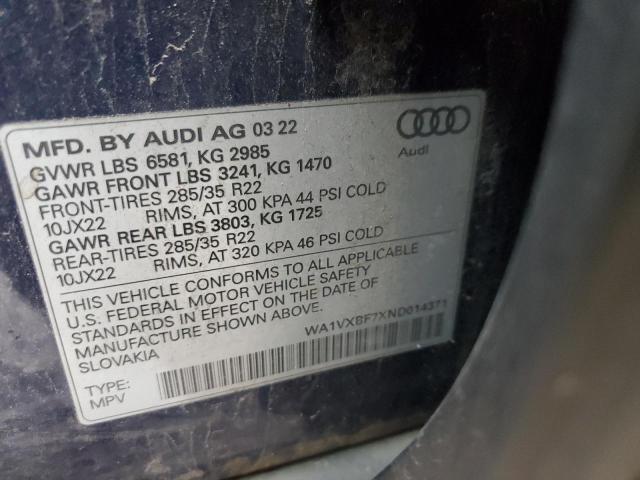 MFD. BY AUDI AG 03 22
GVWR LBS 6581, KG 2985
GAWR FRONT LBS 3241, KG 1470
FRONT-TIRES 285/35 R22
10JX22 RIMS, AT 300 KPA 44 PSI COLD
GAWR REAR LBS 3803, KG 1725
REAR-TIRES 285/35 R22
10JX22 RIMS, AT 320 KPA 46 PSI COLD
THIS VEHICLE CONFORMS TO ALL APPLICABLE
U.S. FEDERAL MOTOR VEHICLE SAFETY
STANDARDS IN EFFECT ON THE DATE OF
MANUFACTURE SHOWN ABOVE.
SLOVAKIA
WA1VXBF7XND014371
TYPE:
MPV
Audi